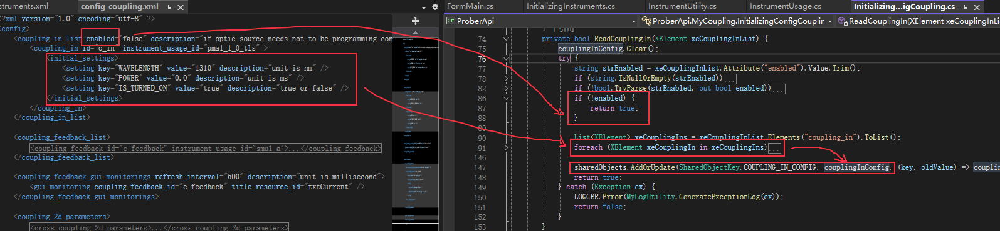 struments.xml
config_coupling.xml
<?xml version="1.0" encoding="utf-8" ?>
<config>
<coupling_in_list enabled="false" description="if optic source needs not to be programming con
<coupling_in id="o_in" instrument_usage_id="pma1_1_0_tls" >
<initial_settings>
<setting key="WAVELENGTH" value="1310" description="unit is nm" />
<setting key="POWER" value="0.0" description="unit is ms" />
<setting key="IS_TURNED_ON" value="true" description="true or false" />
</initial_settings>
</coupling_in>
</coupling_in_list>
<coupling_feedback_list>
<coupling_feedback id="e_feedback" instrument_usage_id="smu1_a">...</coupling_feedback>
</coupling_feedback_list>
<coupling_feedback_gui_monitorings refresh_interval="500" description="unit is millisecond">
<gui_monitoring coupling_feedback_id="e_feedback" title_resource_id="txtCurrent" />
</coupling_feedback_gui_monitorings>
<coupling_2d_parameters>
<cross_coupling_2d_parameters>...</cross_coupling_2d_parameters>
FormMain.cs
InitializingInstruments.cs
InstrumentUtility.cs
InstrumentUsage.cs
Initializing...igCoupling.cs
ProberApi
ProberApi.MyCoupling.InitializingConfigCouplin
ReadCouplingIn(XElement xeCouplingInLi
74 private bool ReadCouplingIn(XElement xeCouplingInList) {
75 couplingInConfig.Clear();
76 try {
77 string strEnabled = xeCouplingInList.Attribute("enabled").Value.Trim();
78 if (string.IsNullOrEmpty(strEnabled))...
82 if (!bool.TryParse(strEnabled, out bool enabled))...
86 if (!enabled) {
87 return true;
88 }
89
90 List<XElement> xeCouplingIns = xeCouplingInList.Elements("coupling_in").ToList();
91 foreach (XElement xeCouplingIn in xeCouplingIns)...
146
147 sharedObjects.AddOrUpdate(SharedObjectKey.COUPLING_IN_CONFIG, couplingInConfig, (key, oldValue) => couplin
148 return true;
149 } catch (Exception ex) {
150 LOGGER.Error(MyLogUtility.GenerateExceptionLog(ex));
151 return false;
152 }
153 }